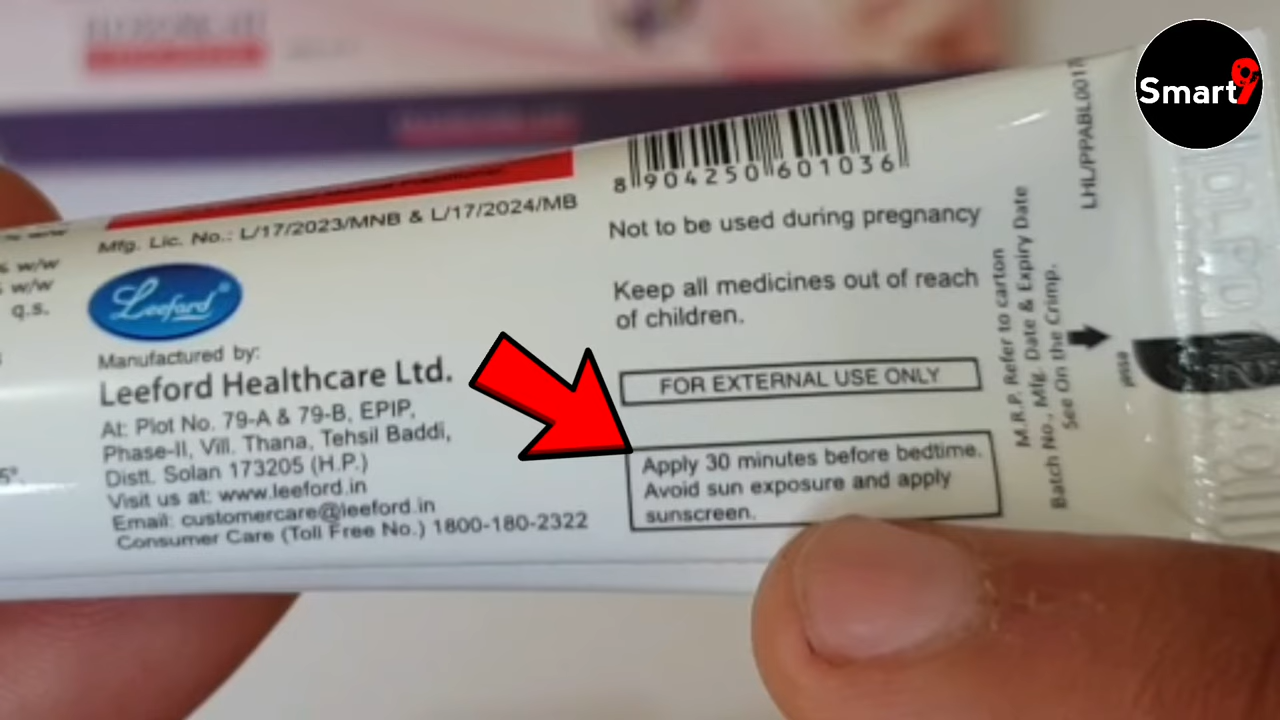 Smart9
8 904250 601036
Mfg. Lic. No.: L/17/2023/MNB & L/17/2024/MB
% w/w
w/w
q.s.
Leeford
Manufactured by:
Leeford Healthcare Ltd.
At: Plot No. 79-A & 79-B, EPIP,
Phase-II, Vill. Thana, Tehsil Baddi,
Distt. Solan 173205 (H.P.)
Visit us at: www.leeford.in
Email: customercare@leeford.in
Consumer Care (Toll Free No.) 1800-180-2322
5°.
Not to be used during pregnancy
Keep all medicines out of reach
of children.
FOR EXTERNAL USE ONLY
Apply 30 minutes before bedtime.
Avoid sun exposure and apply
sunscreen.
M.R.P. Refer to carton
Batch No., Mfg. Date & Expiry Date
See On the Crimp.